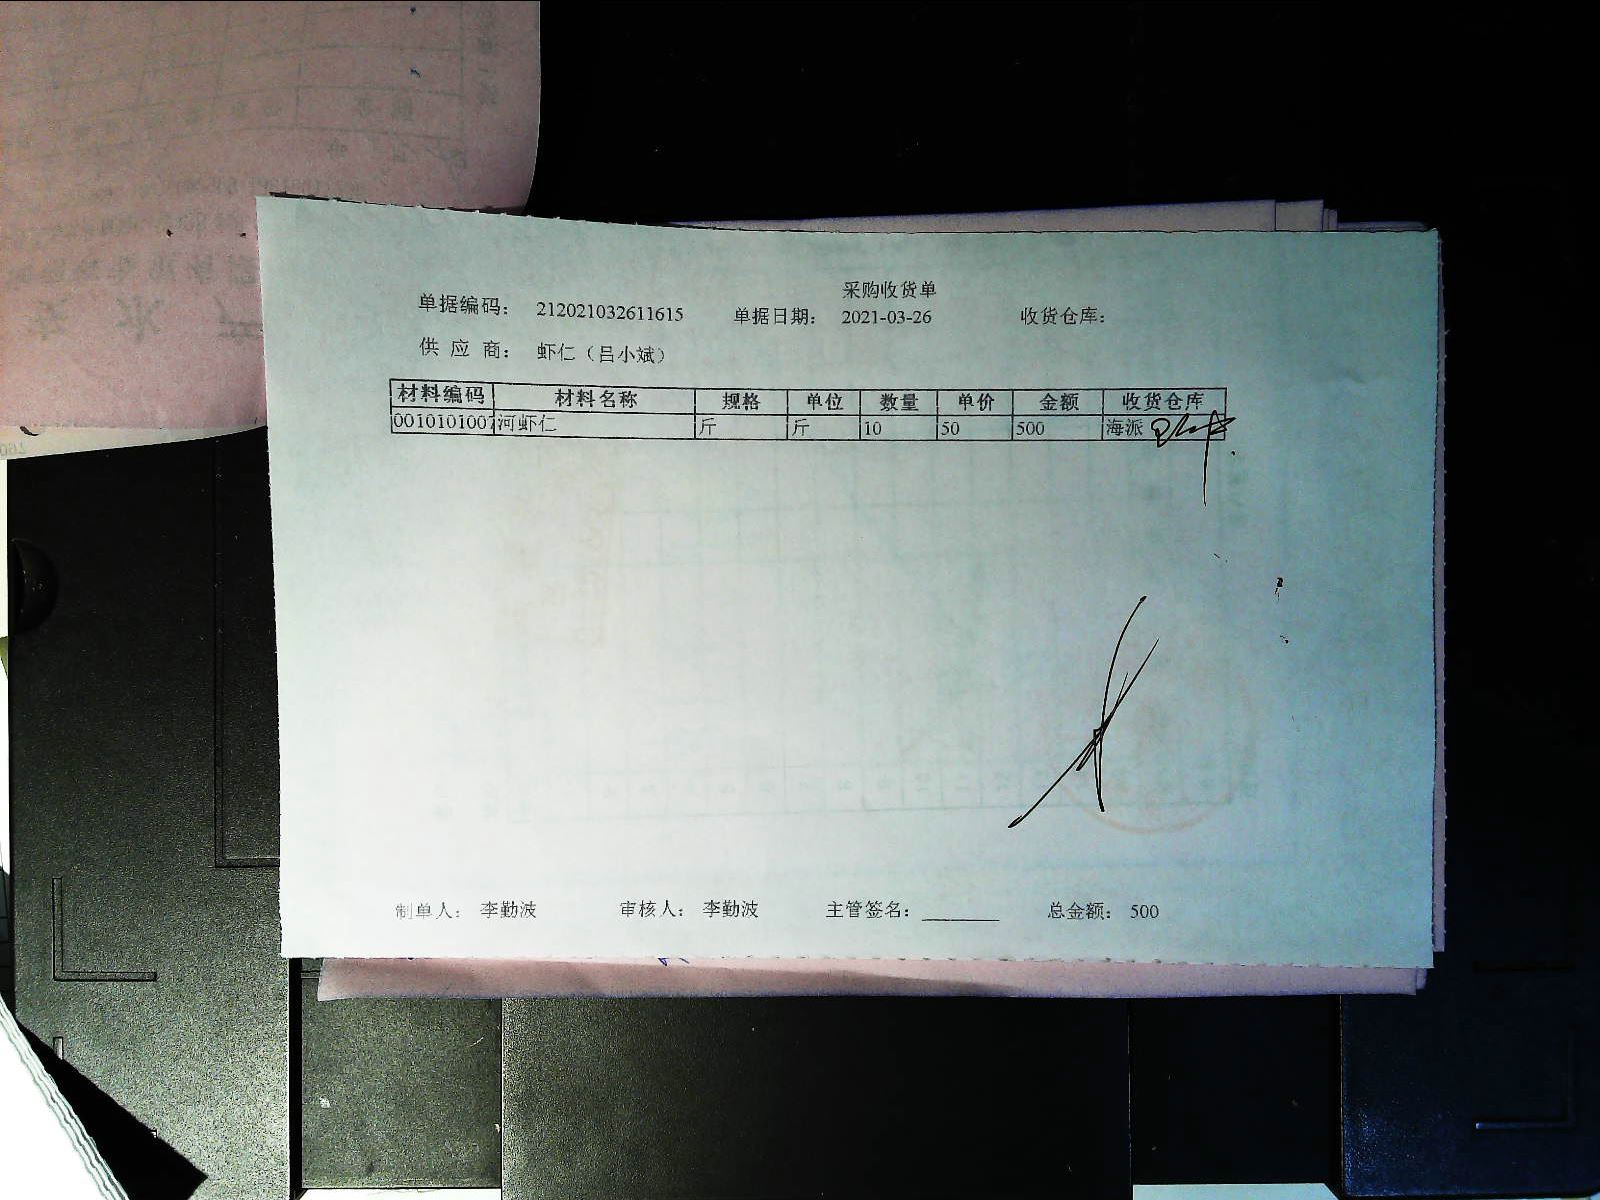 采购收货单
单据编码： 212021032611615 单据日期： 2021-03-26 收货仓库：
供 应 商： 虾仁（吕小斌）
材料编码 材料名称 规格 单位 数量 单价 金额 收货仓库
0010101007 河虾仁 斤 斤 10 50 500 海派
制单人： 李勤波 审核人： 李勤波 主管签名：________ 总金额： 500